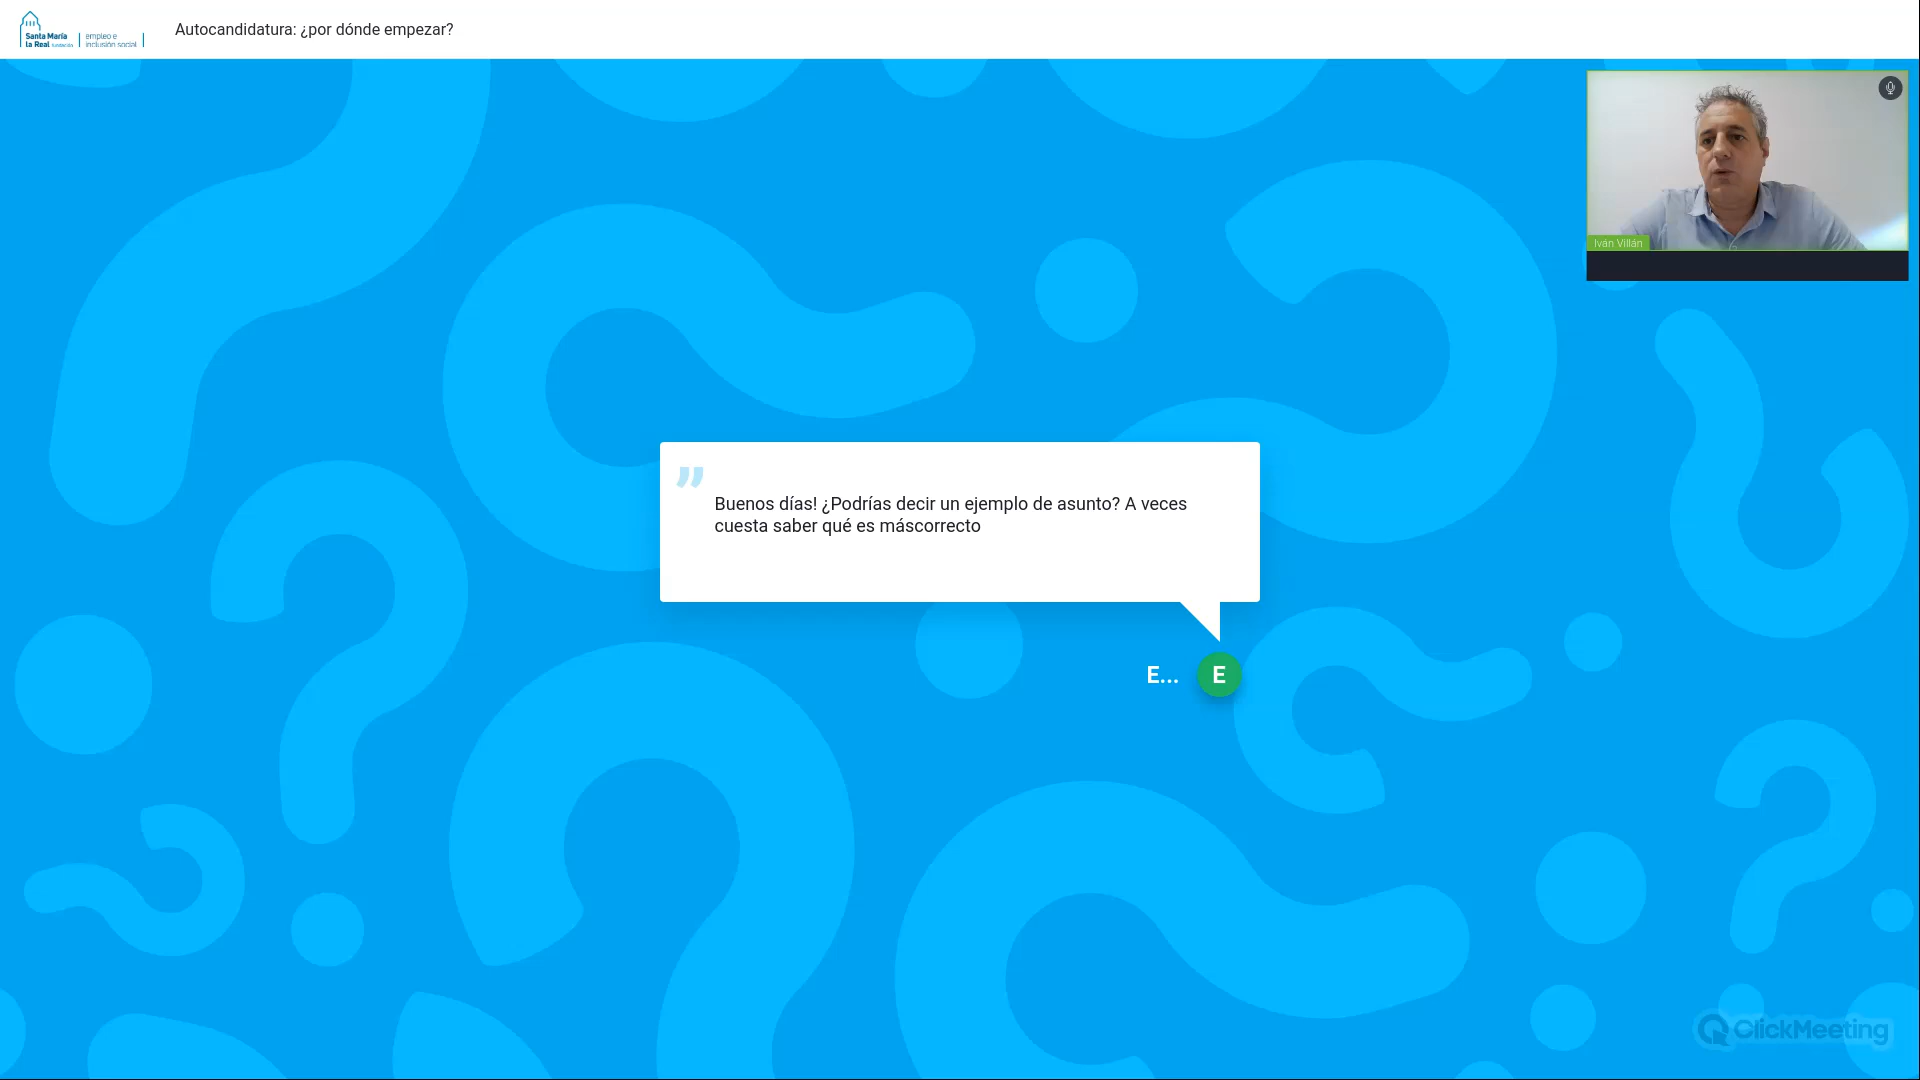 Santa María
la Real fundación
empleo e
inclusión social
Autocandidatura: ¿por dónde empezar?
Iván Villán
”
Buenos días! ¿Podrías decir un ejemplo de asunto? A veces
cuesta saber qué es máscorrecto
E...
E
ClickMeeting